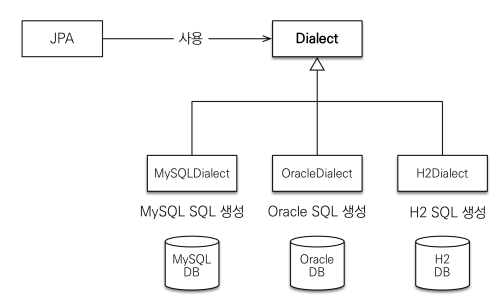 JPA
사용
Dialect
MySQLDialect
OracleDialect
H2Dialect
MySQL SQL 생성
Oracle SQL 생성
H2 SQL 생성
MySQL
DB
Oracle
DB
H2
DB